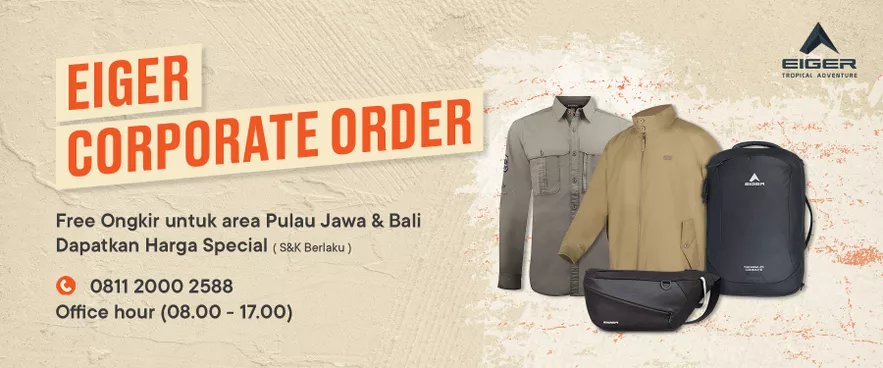 EIGER
CORPORATE ORDER
Free Ongkir untuk area Pulau Jawa & Bali
Dapatkan Harga Special ( S&K Berlaku )
0811 2000 2588
Office hour (08.00 - 17.00)
EIGER
TROPICAL ADVENTURE
EIGER